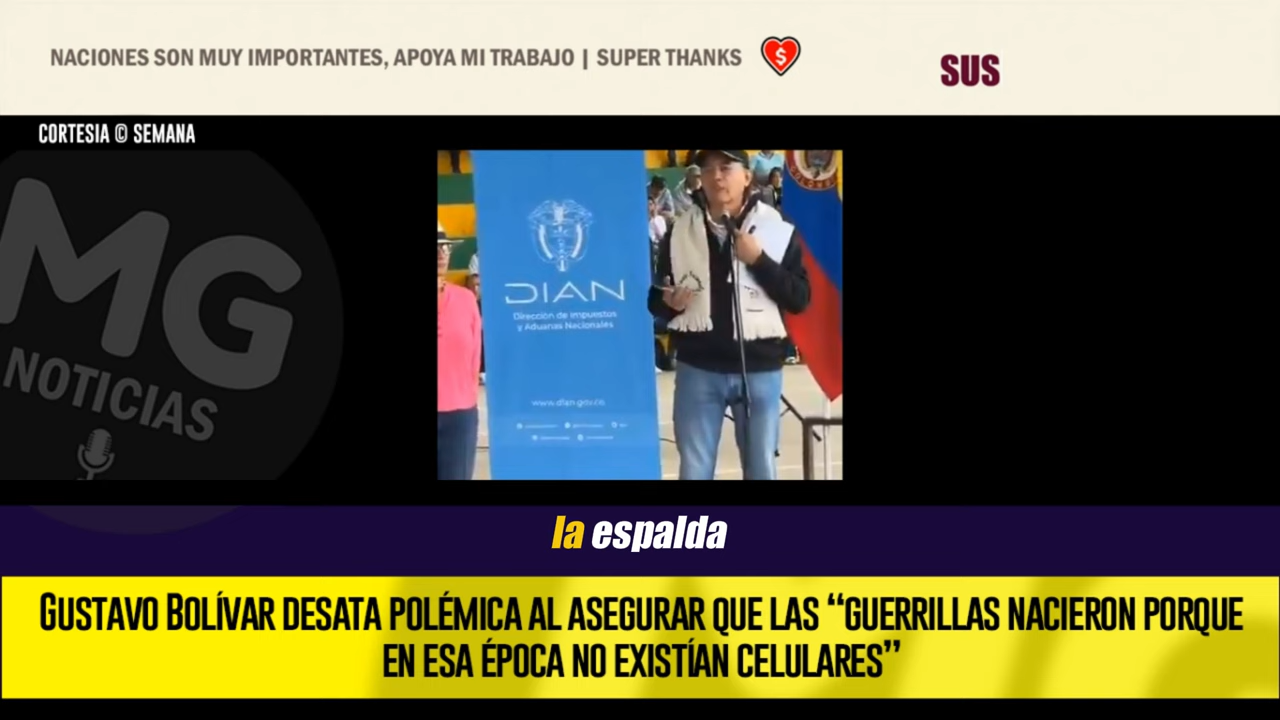 NACIONES SON MUY IMPORTANTES, APOYA MI TRABAJO | SUPER THANKS
SUS
CORTESIA © SEMANA
MG
NOTICIAS
DIAN
Dirección de Impuestos
y Aduanas Nacionales
www.dian.gov.co
la espalda
GUSTAVO BOLÍVAR DESATA POLÉMICA AL ASEGURAR QUE LAS “GUERRILLAS NACIERON PORQUE
EN ESA ÉPOCA NO EXISTÍAN CELULARES”